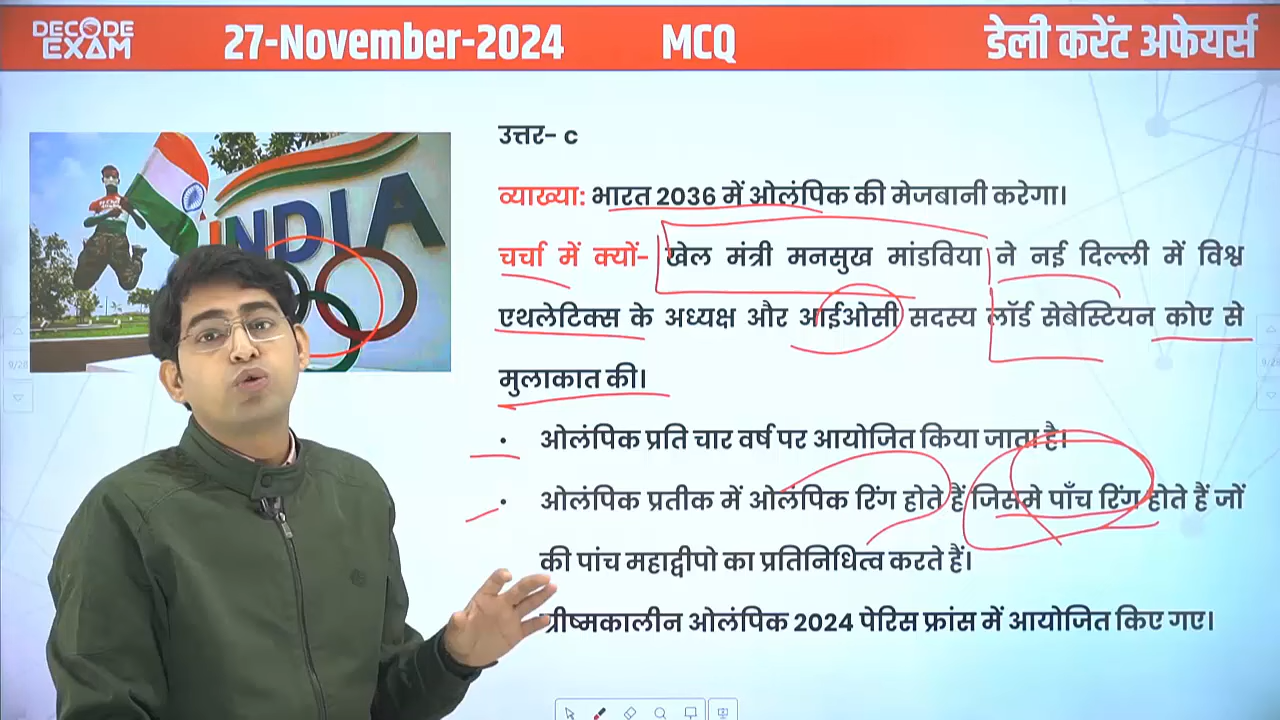 DECODE EXAM 27-November-2024 MCQ डेली करेंट अफेयर्स
INDIA
उत्तर- c
व्याख्या: भारत 2036 में ओलंपिक की मेजबानी करेगा।
चर्चा में क्यों- खेल मंत्री मनसुख मांडविया ने नई दिल्ली में विश्व
एथलेटिक्स के अध्यक्ष और आईओसी सदस्य लॉर्ड सेबेस्टियन कोए से
मुलाकात की।
• ओलंपिक प्रति चार वर्ष पर आयोजित किया जाता है।
• ओलंपिक प्रतीक में ओलंपिक रिंग होते हैं जिसमे पाँच रिंग होते हैं जों
की पांच महाद्वीपो का प्रतिनिधित्व करते हैं।
ग्रीष्मकालीन ओलंपिक 2024 पेरिस फ्रांस में आयोजित किए गए।
9/28